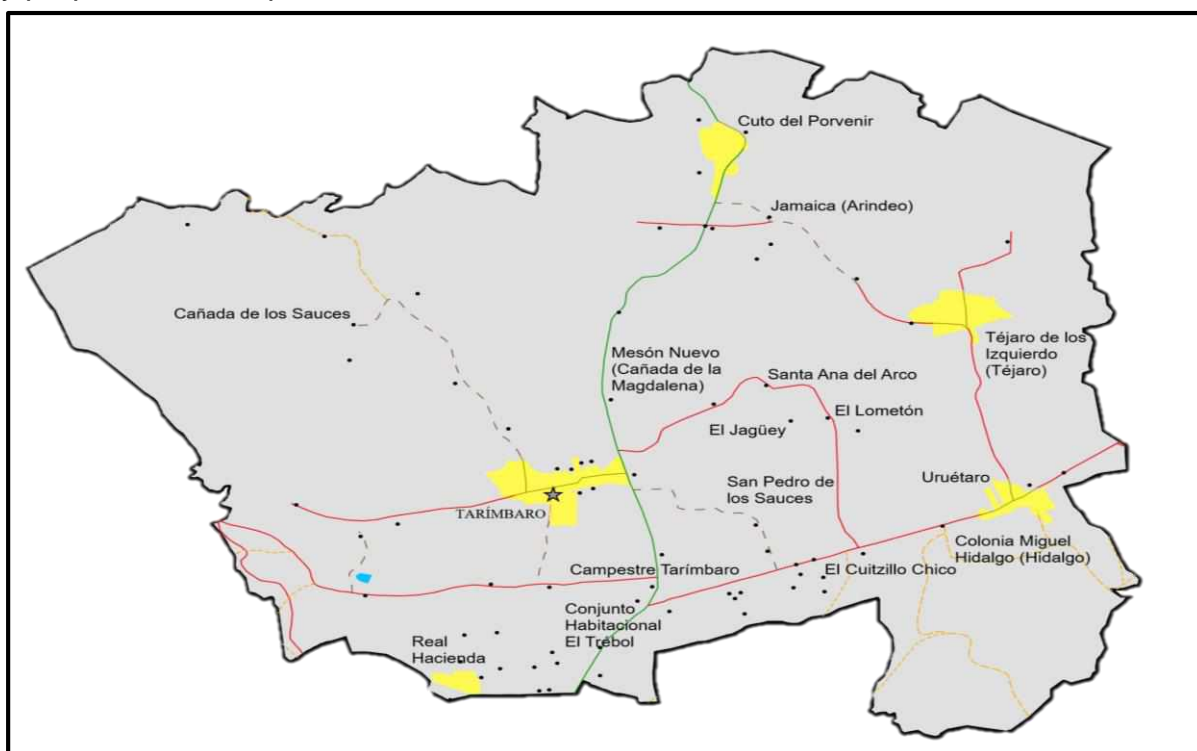 Cuto del Porvenir
Jamaica (Arindeo)
Cañada de los Sauces
Téjaro de los
Izquierdo
(Téjaro)
Mesón Nuevo
(Cañada de la
Magdalena)
Santa Ana del Arco
El Lometón
El Jagüey
San Pedro de
los Sauces
Uruétaro
TARÍMBARO
Colonia Miguel
Hidalgo (Hidalgo)
Campestre Tarímbaro
El Cuitzillo Chico
Conjunto
Habitacional
El Trébol
Real
Hacienda